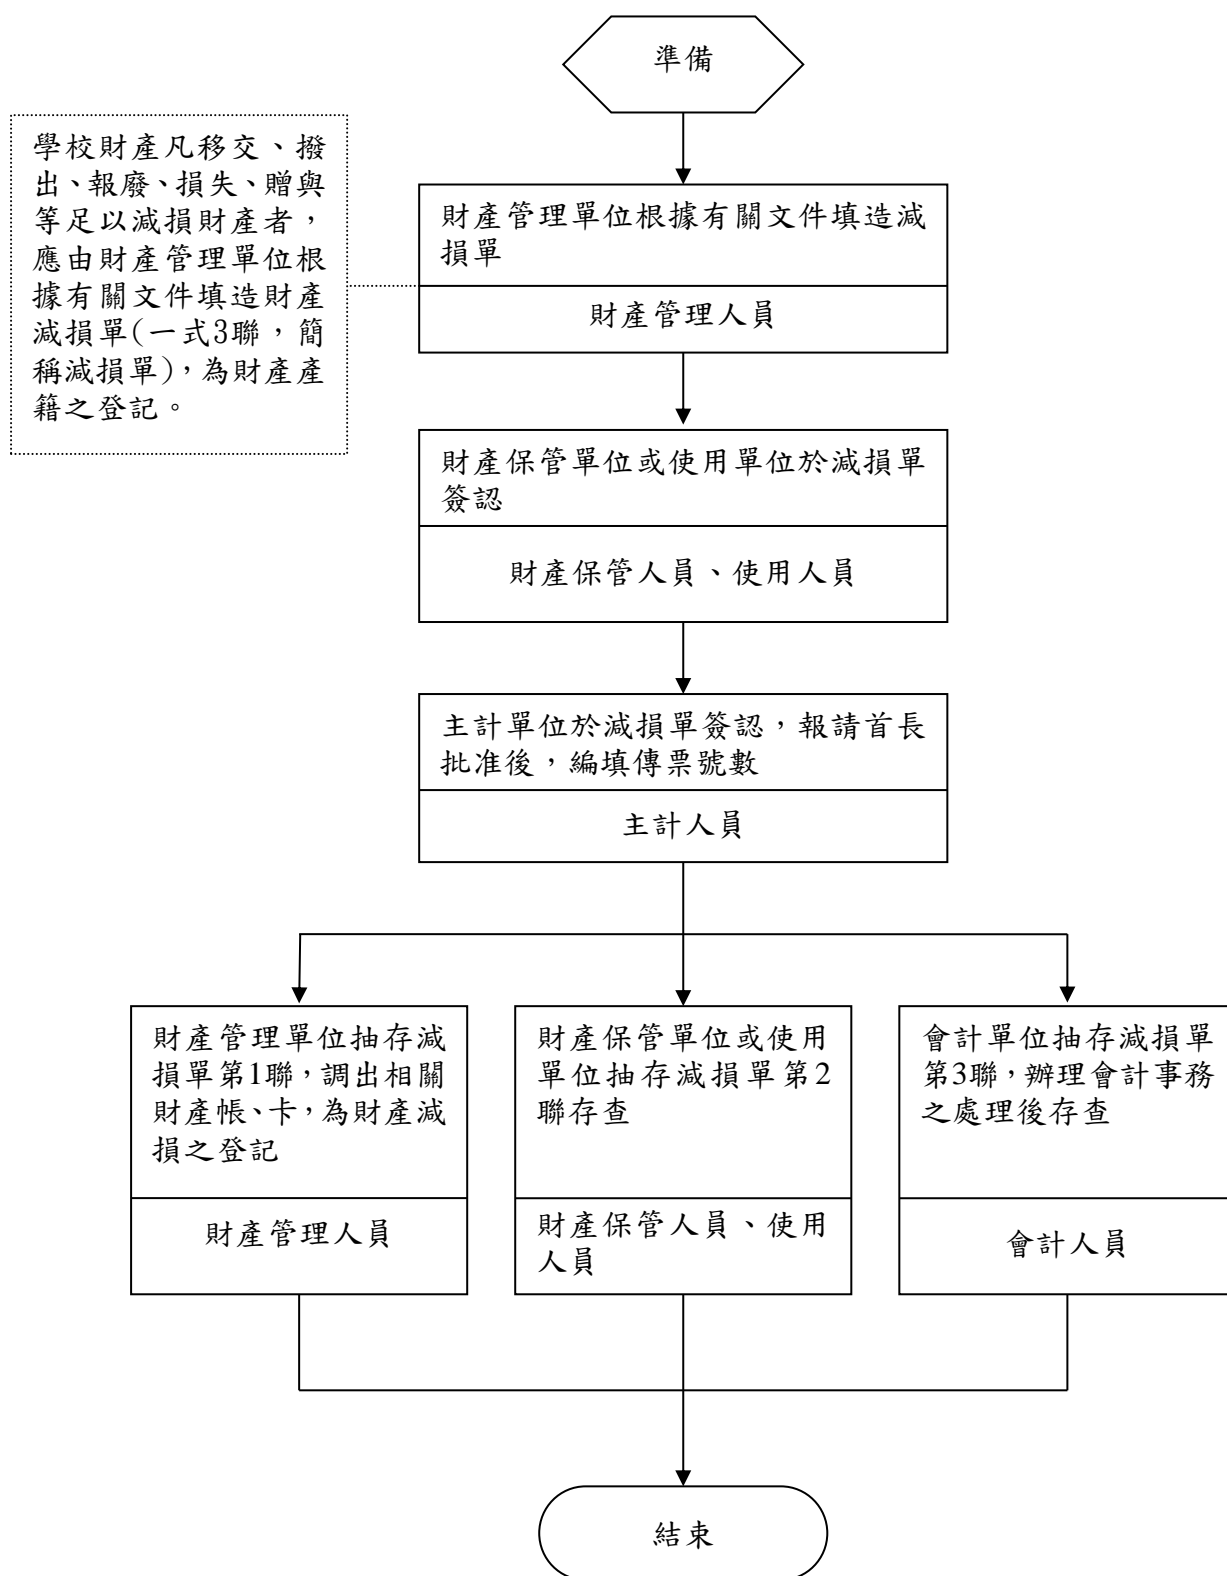 準備
學校財產凡移交、撥
出、報廢、損失、贈與
等足以減損財產者，
應由財產管理單位根
據有關文件填造財產
減損單(一式3聯，簡
稱減損單)，為財產產
籍之登記。
財產管理單位根據有關文件填造減
損單
財產管理人員
財產保管單位或使用單位於減損單
簽認
財產保管人員、使用人員
主計單位於減損單簽認，報請首長
批准後，編填傳票號數
主計人員
財產管理單位抽存減
損單第1聯，調出相關
財產帳、卡，為財產減
損之登記
財產管理人員
財產保管單位或使用
單位抽存減損單第2
聯存查
財產保管人員、使用
人員
會計單位抽存減損單
第3聯，辦理會計事務
之處理後存查
會計人員
結束